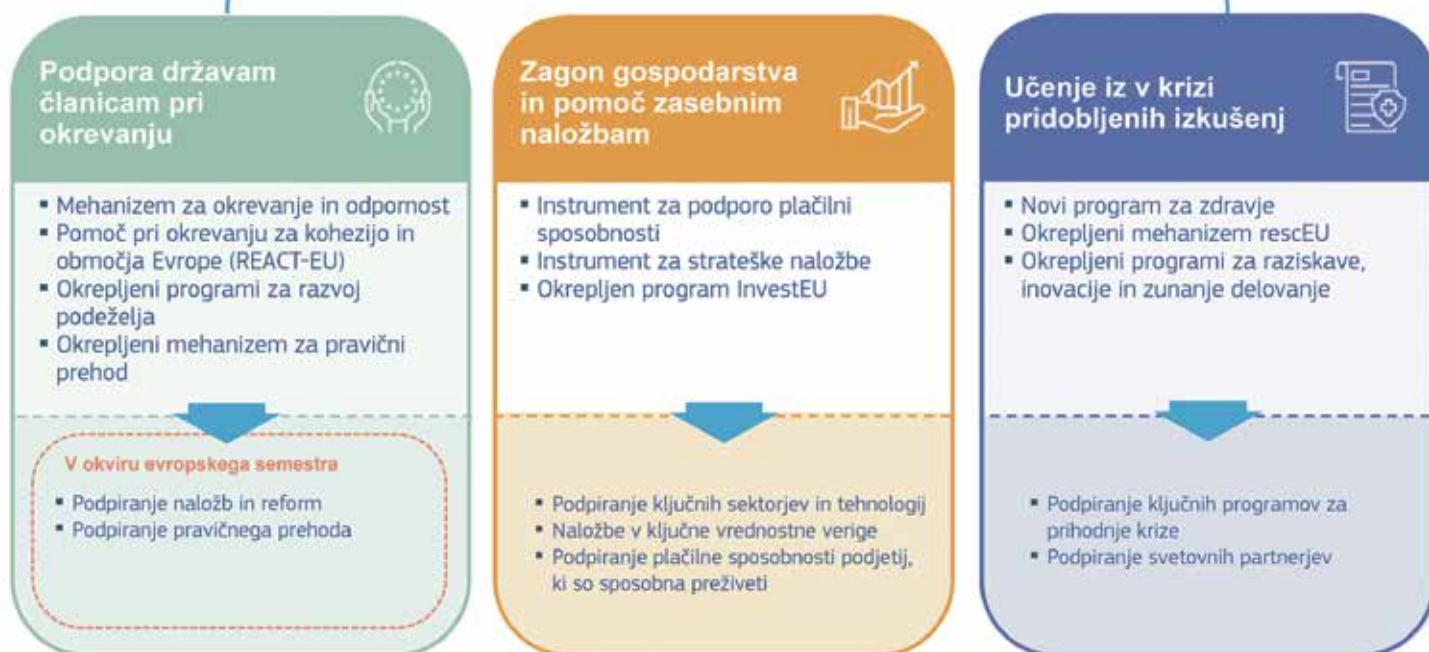 Podpora državam
članicam pri
okrevanju
▪ Mehanizem za okrevanje in odpornost
▪ Pomoč pri okrevanju za kohezijo in
območja Evrope (REACT-EU)
▪ Okrepljeni programi za razvoj
podeželja
▪ Okrepljeni mehanizem za pravični
prehod
V okviru evropskega semestra
▪ Podpiranje naložb in reform
▪ Podpiranje pravičnega prehoda
Zagon gospodarstva
in pomoč zasebnim
naložbam
▪ Instrument za podporo plačilni
sposobnosti
▪ Instrument za strateške naložbe
▪ Okrepljen program InvestEU
▪ Podpiranje ključnih sektorjev in tehnologij
▪ Naložbe v ključne vrednostne verige
▪ Podpiranje plačilne sposobnosti podjetij,
ki so sposobna preživeti
Učenje iz v krizi
pridobljenih izkušenj
▪ Novi program za zdravje
▪ Okrepljeni mehanizem rescEU
▪ Okrepljeni programi za raziskave,
inovacije in zunanje delovanje
▪ Podpiranje ključnih programov za
prihodnje krize
▪ Podpiranje svetovnih partnerjev